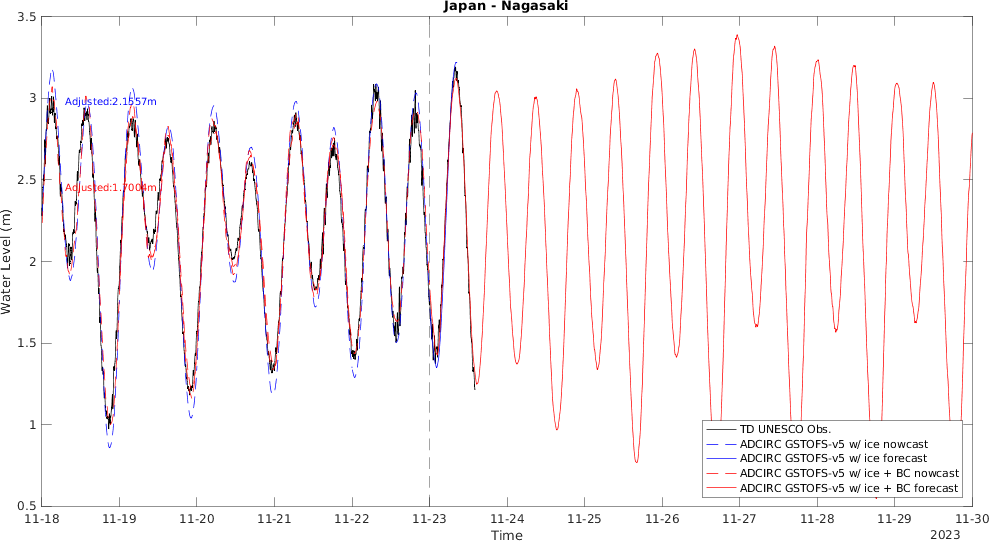 Japan - Nagasaki
3.5
3
2.5
2
1.5
1
0.5
Water Level (m)
Adjusted:2.1557m
Adjusted:1.7004m
TD UNESCO Obs.
ADCIRC GSTOFS-v5 w/ ice nowcast
ADCIRC GSTOFS-v5 w/ ice forecast
ADCIRC GSTOFS-v5 w/ ice + BC nowcast
ADCIRC GSTOFS-v5 w/ ice + BC forecast
11-18 11-19 11-20 11-21 11-22 11-23 11-24 11-25 11-26 11-27 11-28 11-29 11-30
Time
2023